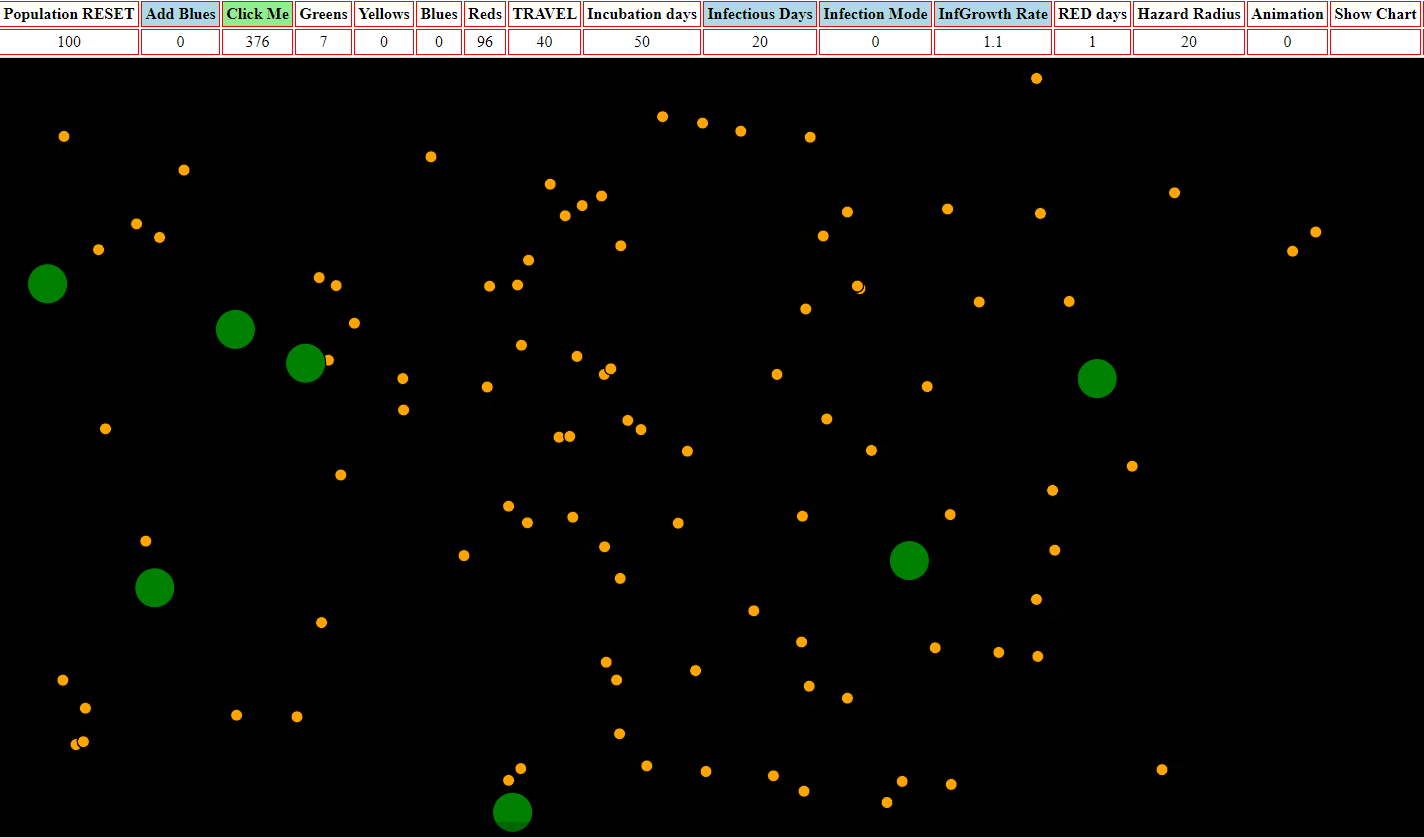 Population RESET Add Blues Click Me Greens Yellows Blues Reds TRAVEL Incubation days Infectious Days Infection Mode InfGrowth Rate RED days Hazard Radius Animation Show Chart
100 0 376 7 0 0 96 40 50 20 0 1.1 1 20 0